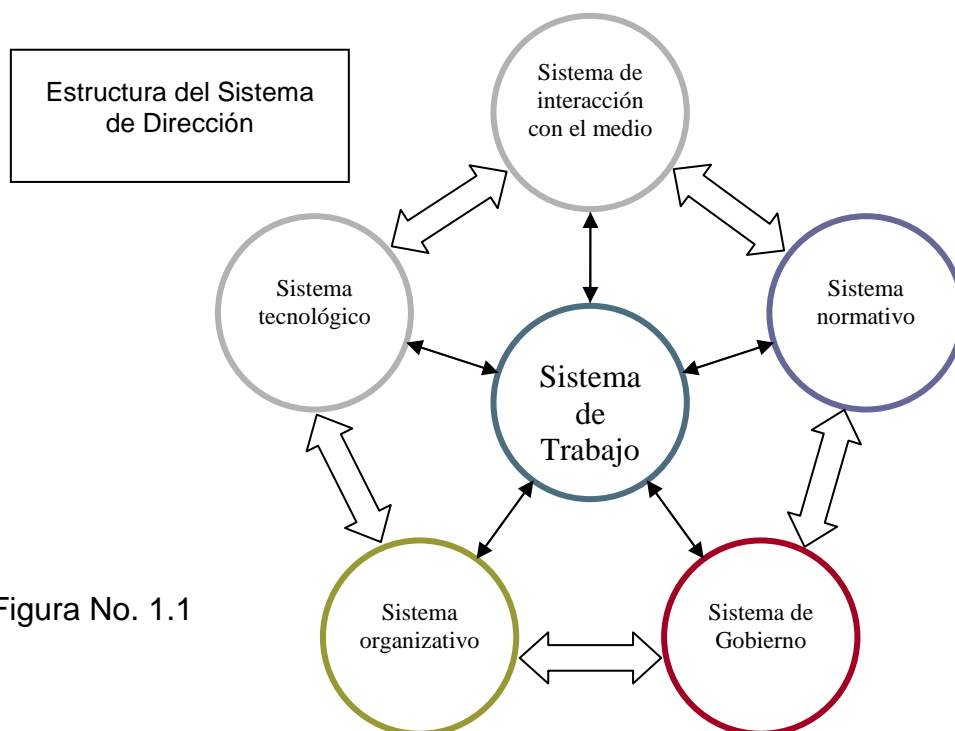 Estructura del Sistema
de Dirección
Sistema de
interacción
con el medio
Sistema
tecnológico
Sistema
normativo
Sistema
de
Trabajo
Sistema
organizativo
Sistema de
Gobierno
Figura No. 1.1